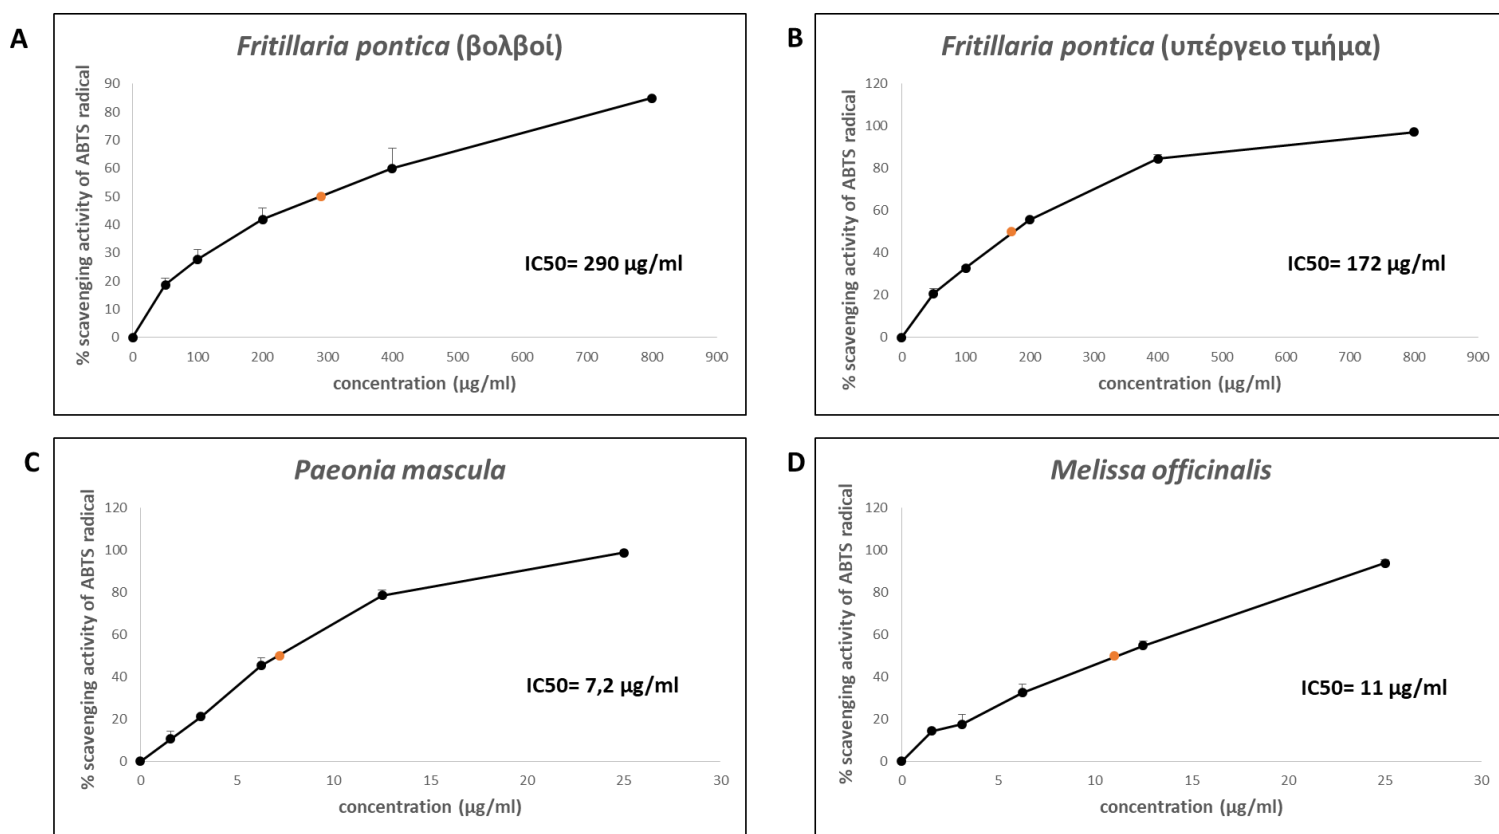 A
Fritillaria pontica (βολβοί)
% scavenging activity of ABTS radical
90
80
70
60
50
40
30
20
10
0
IC50= 290 μg/ml
0 100 200 300 400 500 600 700 800 900
concentration (μg/ml)
B
Fritillaria pontica (υπέργειο τμήμα)
% scavenging activity of ABTS radical
120
100
80
60
40
20
0
IC50= 172 μg/ml
0 100 200 300 400 500 600 700 800 900
concentration (μg/ml)
C
Paeonia mascula
% scavenging activity of ABTS radical
120
100
80
60
40
20
0
IC50= 7,2 μg/ml
0 5 10 15 20 25 30
concentration (μg/ml)
D
Melissa officinalis
% scavenging activity of ABTS radical
120
100
80
60
40
20
0
IC50= 11 μg/ml
0 5 10 15 20 25 30
concentration (μg/ml)